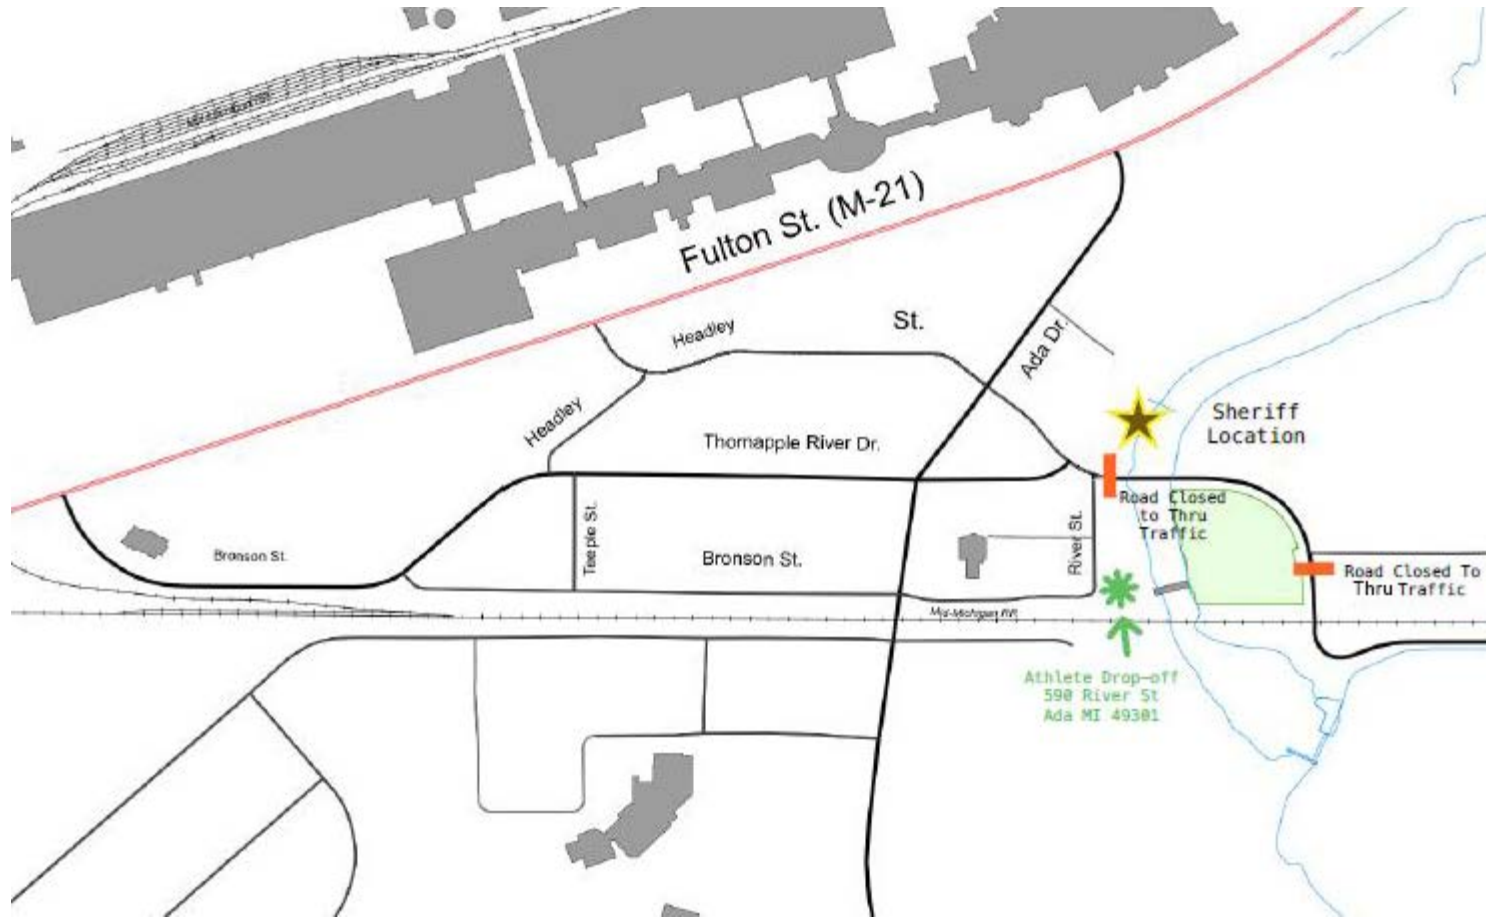 Fulton St. (M-21)
Headley
St.
Ada Dr.
Headley
Thornapple River Dr.
Sheriff
Location
Road Closed
to Thru
Traffic
Teeple St.
Bronson St.
Bronson St.
River St.
Road Closed To
Thru Traffic
Mid-Michigan RR
Athlete Drop-off
590 River St
Ada MI 49301